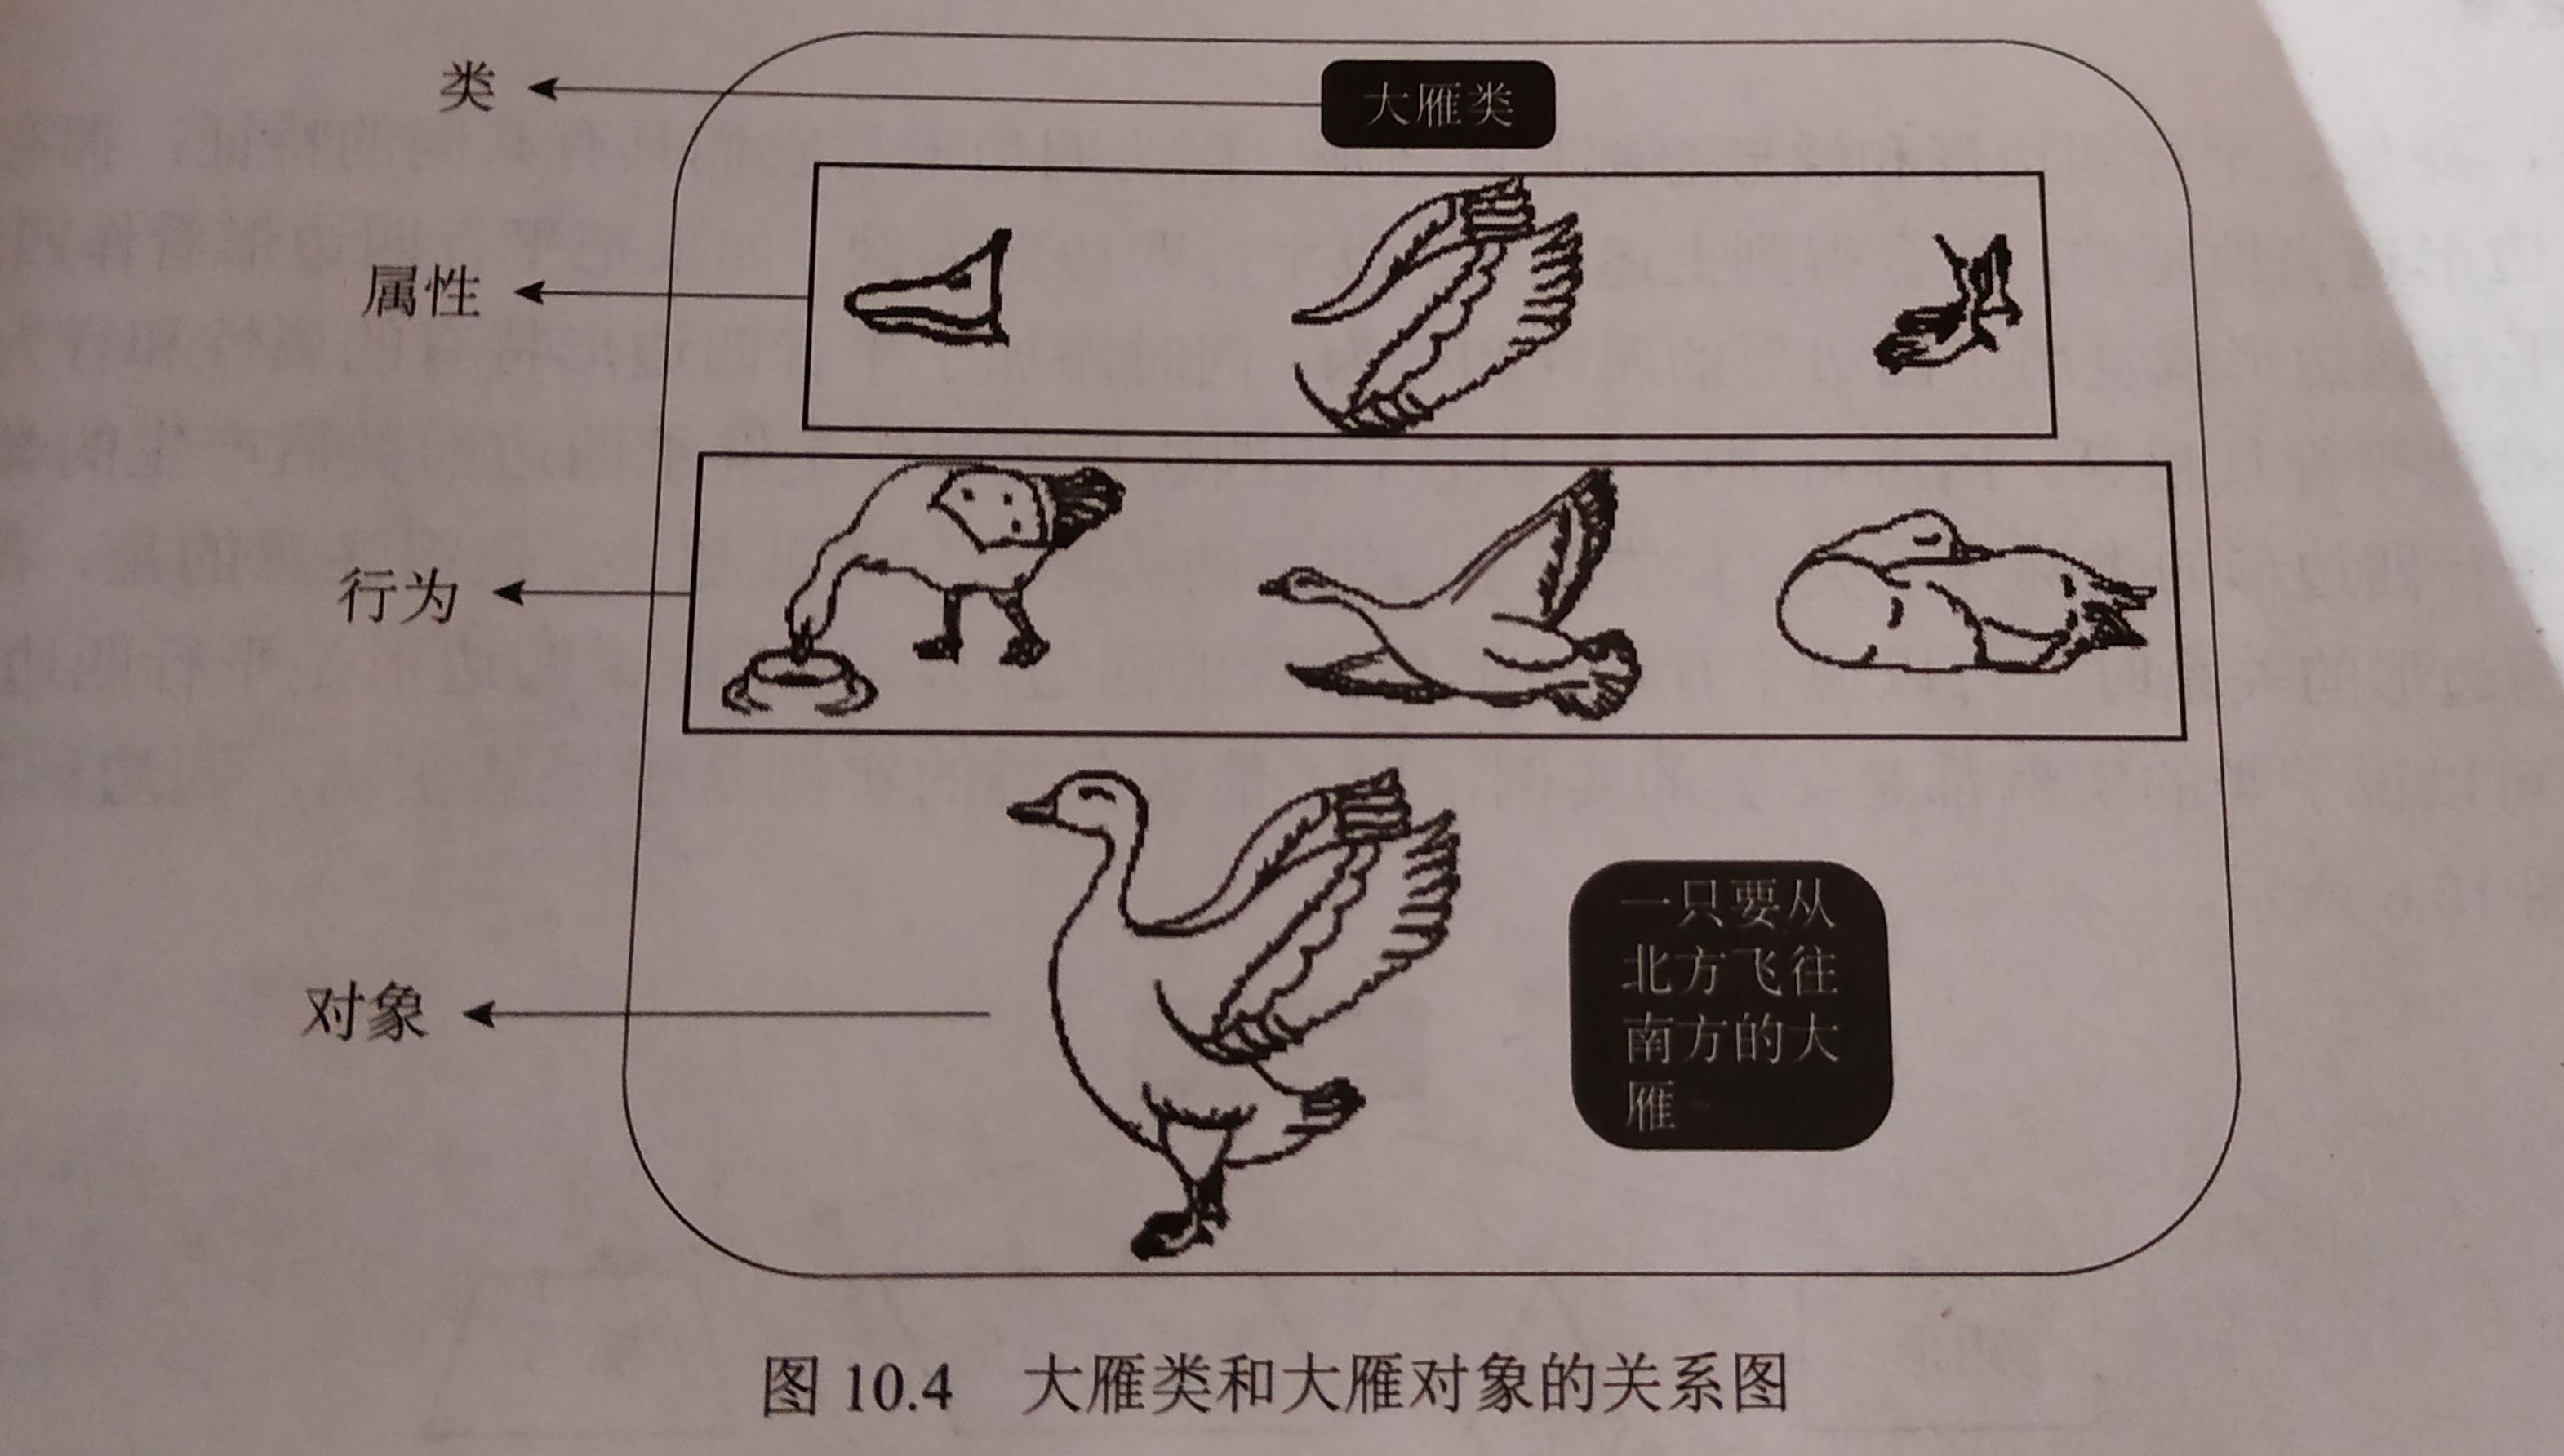 类
大雁类
属性
行为
对象
一只要从
北方飞往
南方的大
雁
图 10.4 大雁类和大雁对象的关系图